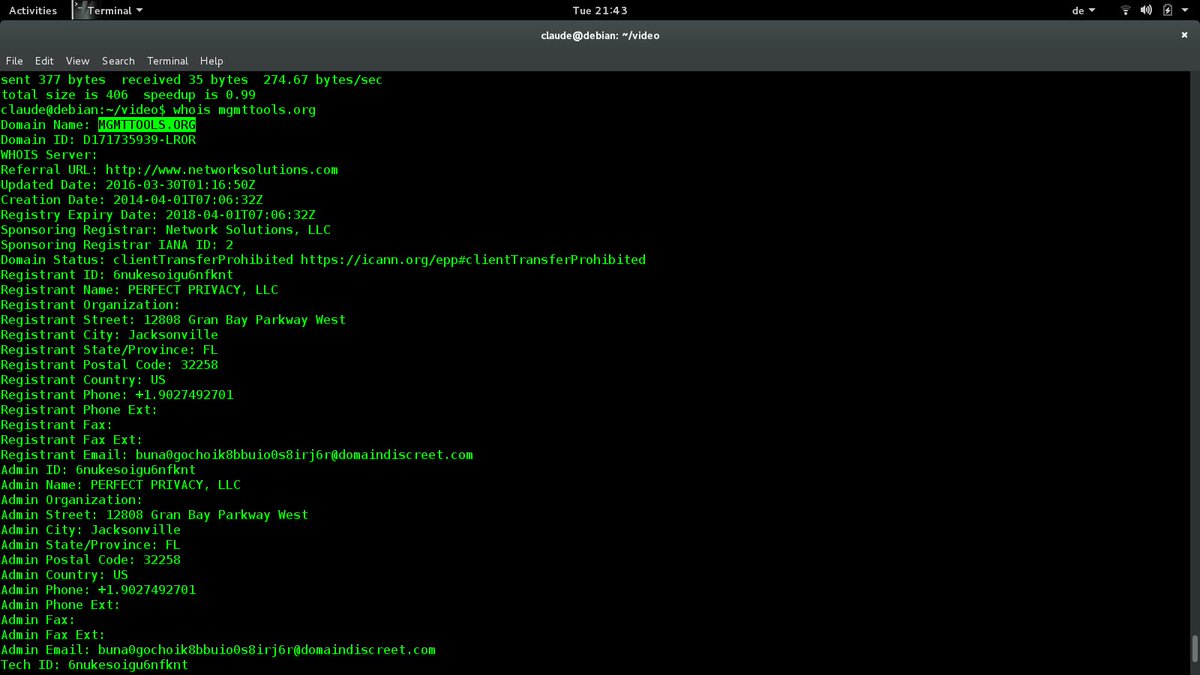 Activities Terminal Tue 21:43 de
claude@debian: ~/video ×
File Edit View Search Terminal Help
sent 377 bytes  received 35 bytes  274.67 bytes/sec
total size is 406  speedup is 0.99
claude@debian:~/video$ whois mgmttools.org
Domain Name: MGMTTOOLS.ORG
Domain ID: D171735939-LROR
WHOIS Server:
Referral URL: http://www.networksolutions.com
Updated Date: 2016-03-30T01:16:50Z
Creation Date: 2014-04-01T07:06:32Z
Registry Expiry Date: 2018-04-01T07:06:32Z
Sponsoring Registrar: Network Solutions, LLC
Sponsoring Registrar IANA ID: 2
Domain Status: clientTransferProhibited https://icann.org/epp#clientTransferProhibited
Registrant ID: 6nukesoigu6nfknt
Registrant Name: PERFECT PRIVACY, LLC
Registrant Organization:
Registrant Street: 12808 Gran Bay Parkway West
Registrant City: Jacksonville
Registrant State/Province: FL
Registrant Postal Code: 32258
Registrant Country: US
Registrant Phone: +1.9027492701
Registrant Phone Ext:
Registrant Fax:
Registrant Fax Ext:
Registrant Email: buna0gochoik8bbuio0s8irj6r@domaindiscreet.com
Admin ID: 6nukesoigu6nfknt
Admin Name: PERFECT PRIVACY, LLC
Admin Organization:
Admin Street: 12808 Gran Bay Parkway West
Admin City: Jacksonville
Admin State/Province: FL
Admin Postal Code: 32258
Admin Country: US
Admin Phone: +1.9027492701
Admin Phone Ext:
Admin Fax:
Admin Fax Ext:
Admin Email: buna0gochoik8bbuio0s8irj6r@domaindiscreet.com
Tech ID: 6nukesoigu6nfknt